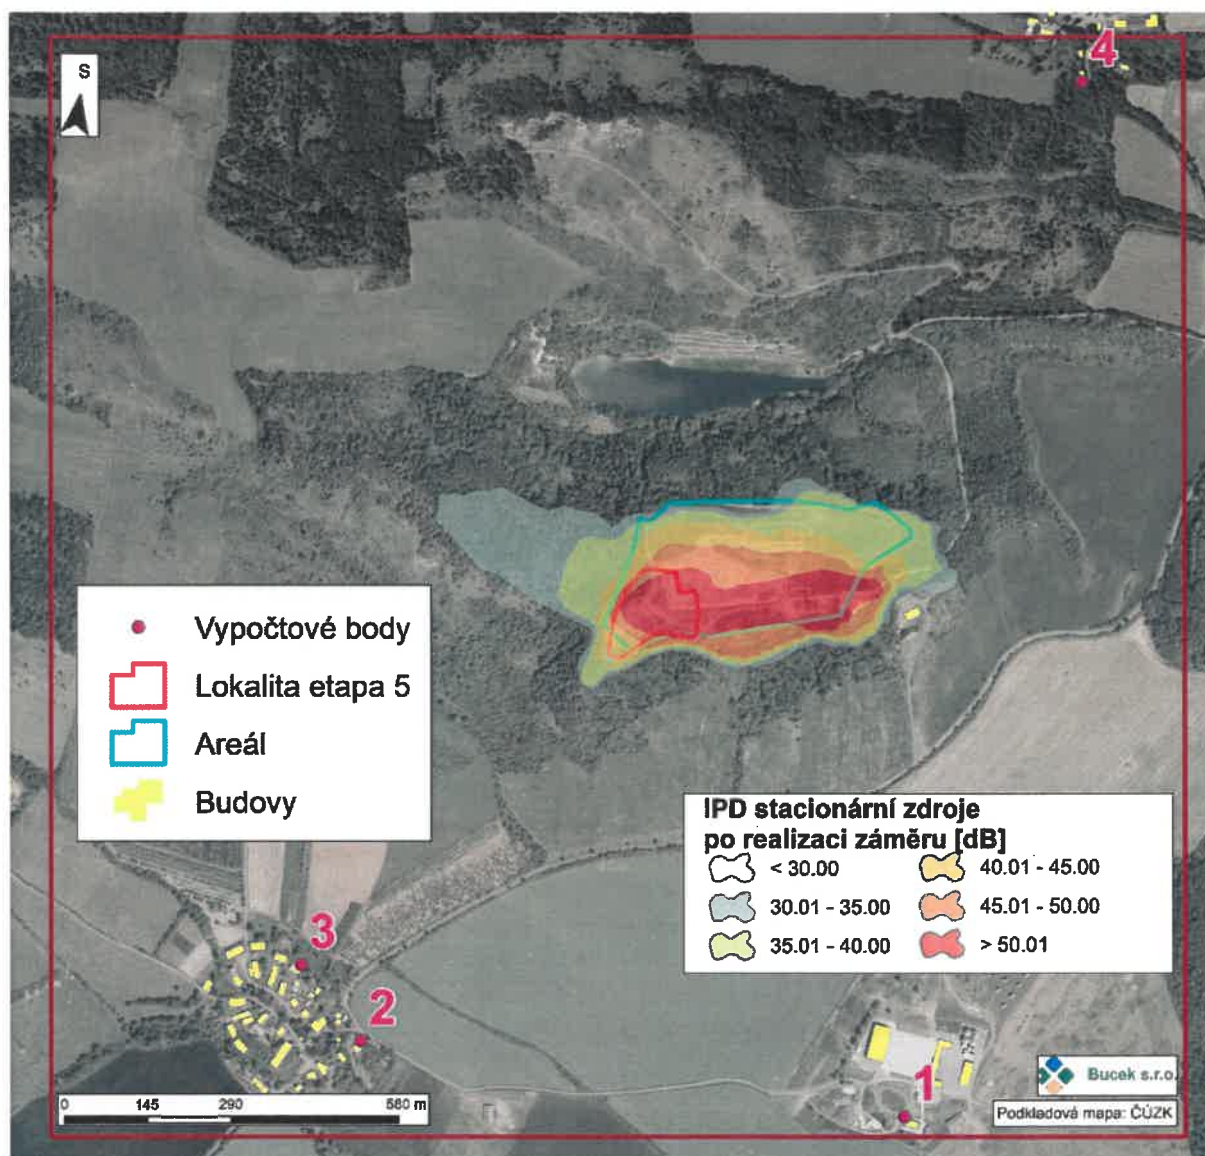 4
S
Vypočtové body
Lokalita etapa 5
Areál
Budovy
IPD stacionární zdroje
po realizaci záměru [dB]
< 30.00
40.01 - 45.00
30.01 - 35.00
45.01 - 50.00
35.01 - 40.00
> 50.01
3
2
1
Bucek s.r.o.
0 145 290 580 m
Podkladová mapa: ČÚZK